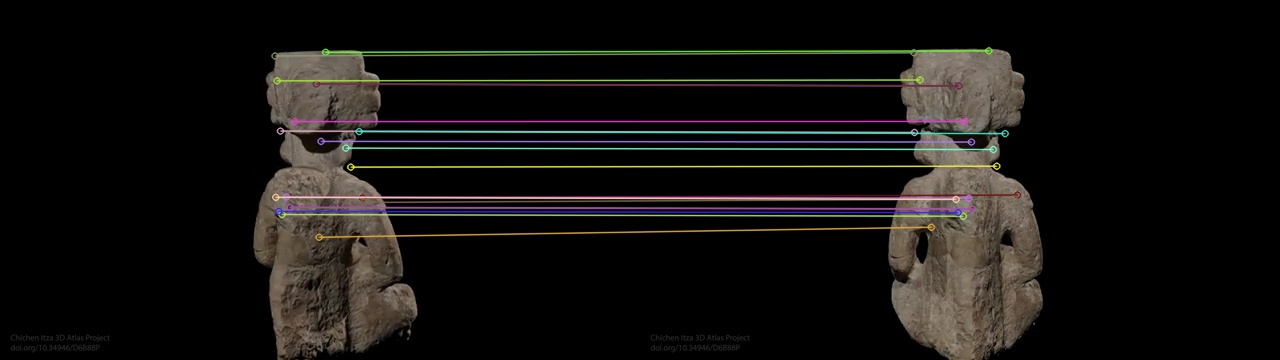 Chichen Itza 3D Atlas Project
doi.org/10.34946/D6B88P
Chichen Itza 3D Atlas Project
doi.org/10.34946/D6B88P